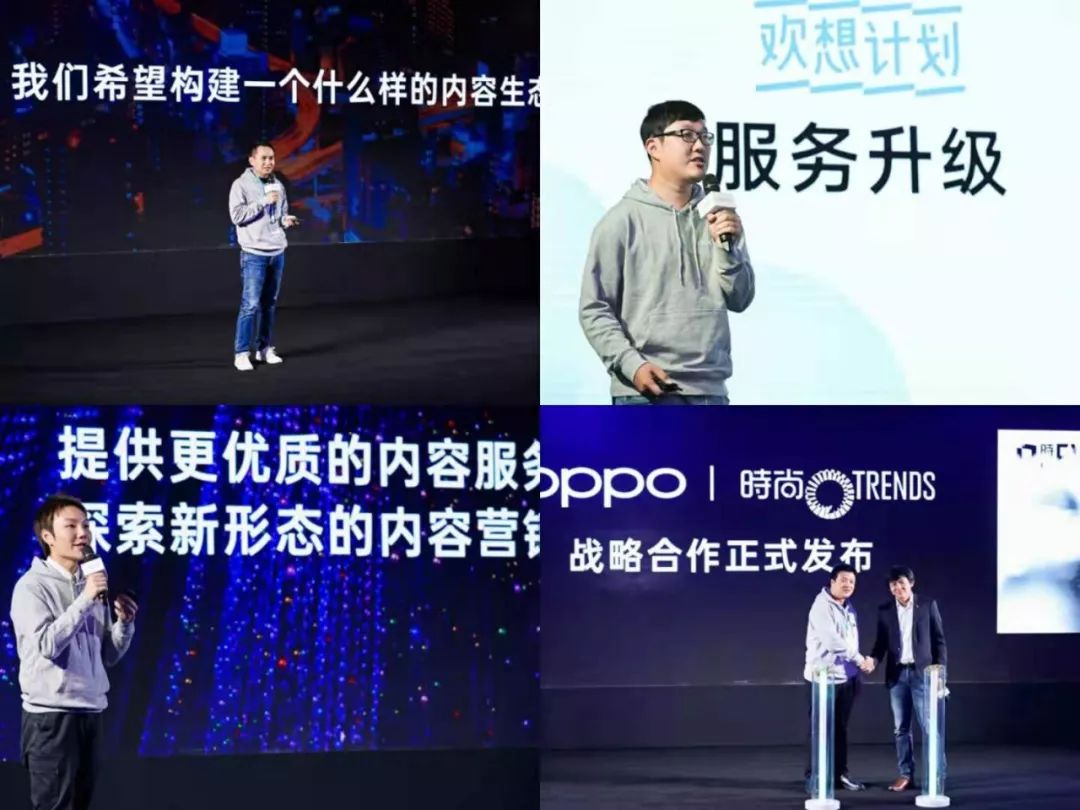 我们希望构建一个什么样的内容生态
欢想计划
服务升级
提供更优质的内容服务
探索新形态的内容营销
oppo | 時尚 TRENDS
战略合作正式发布
時